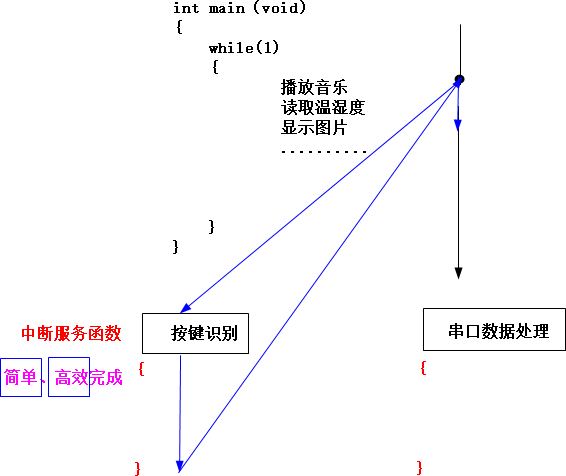 int main (void)
{
while(1)
{
播放音乐
读取温湿度
显示图片
- - - - - - - - - -
}
}
中断服务函数
按键识别
串口数据处理
简单、高效完成
{
{
}
}